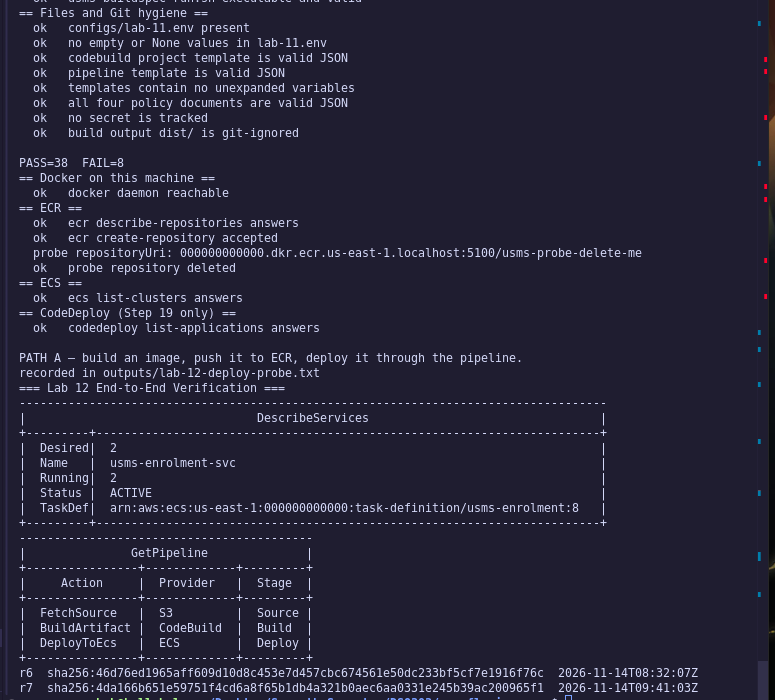 == Files and Git hygiene ==
ok configs/lab-11.env present
ok no empty or None values in lab-11.env
ok codebuild project template is valid JSON
ok pipeline template is valid JSON
ok templates contain no unexpanded variables
ok all four policy documents are valid JSON
ok no secret is tracked
ok build output dist/ is git-ignored
PASS=38 FAIL=8
== Docker on this machine ==
ok docker daemon reachable
== ECR ==
ok ecr describe-repositories answers
ok ecr create-repository accepted
probe repositoryUri: 000000000000.dkr.ecr.us-east-1.localhost:5100/usms-probe-delete-me
ok probe repository deleted
== ECS ==
ok ecs list-clusters answers
== CodeDeploy (Step 19 only) ==
ok codedeploy list-applications answers
PATH A — build an image, push it to ECR, deploy it through the pipeline.
recorded in outputs/lab-12-deploy-probe.txt
=== Lab 12 End-to-End Verification ===
-------------------------------------------------------------------------------------
| DescribeServices |
+---------+-------------------------------------------------------------------------+
| Desired| 2 |
| Name | usms-enrolment-svc |
| Running| 2 |
| Status | ACTIVE |
| TaskDef| arn:aws:ecs:us-east-1:000000000000:task-definition/usms-enrolment:8 |
+---------+-------------------------------------------------------------------------+
------------------------------------------
| GetPipeline |
+----------------+-------------+---------+
| Action | Provider | Stage |
+----------------+-------------+---------+
| FetchSource | S3 | Source |
| BuildArtifact | CodeBuild | Build |
| DeployToEcs | ECS | Deploy |
+----------------+-------------+---------+
r6 sha256:46d76ed1965aff609d10d8c453e7d457cbc674561e50dc233bf5cf7e1916f76c 2026-11-14T08:32:07Z
r7 sha256:4da166b651e59751f4cd6a8f65b1db4a321b0aec6aa0331e245b39ac200965f1 2026-11-14T09:41:03Z